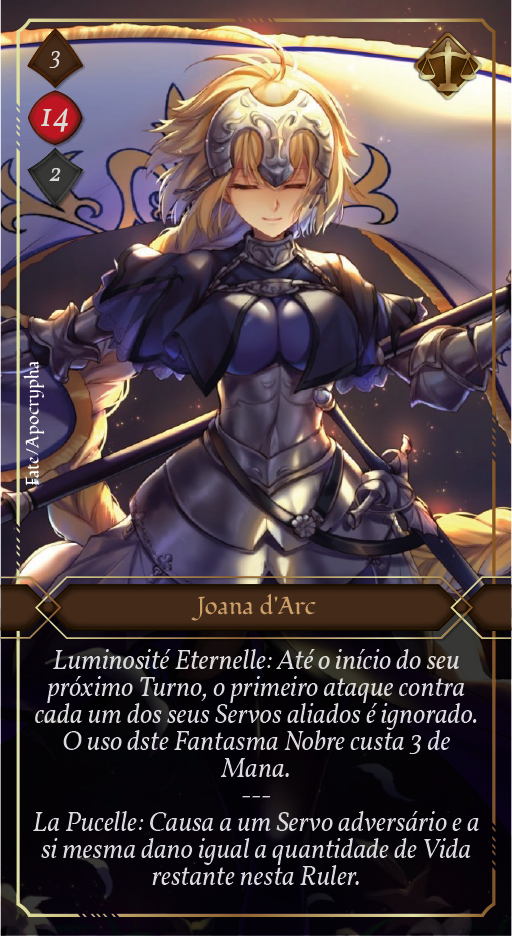 3
14
2
Fate/Apocrypha
Joana d'Arc
Luminosité Eternelle: Até o início do seu
próximo Turno, o primeiro ataque contra
cada um dos seus Servos aliados é ignorado.
O uso dste Fantasma Nobre custa 3 de
Mana.
---
La Pucelle: Causa a um Servo adversário e a
si mesma dano igual a quantidade de Vida
restante nesta Ruler.